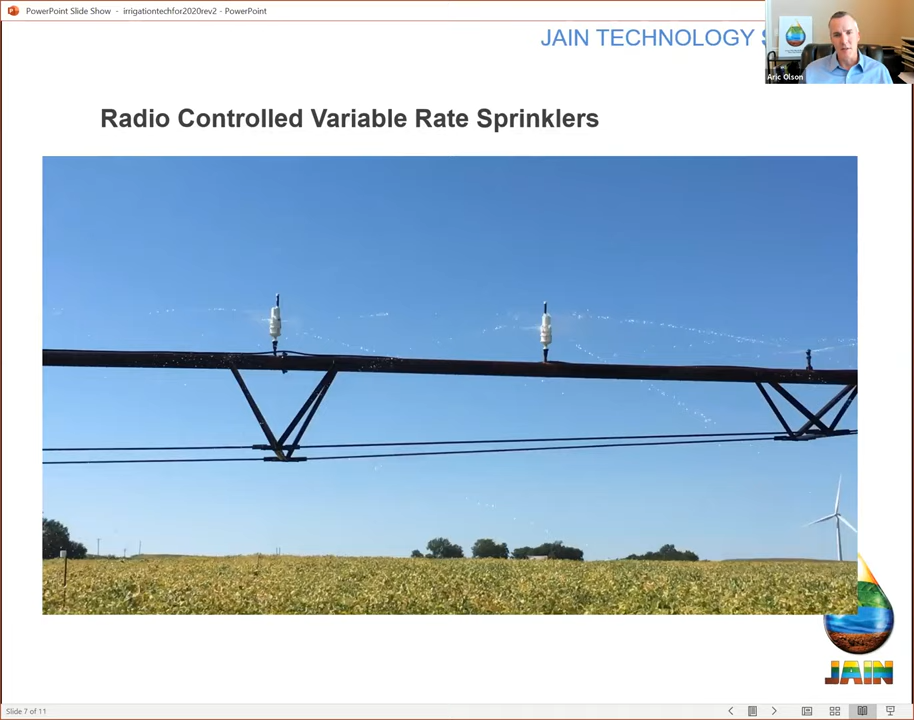 PowerPoint Slide Show - irrigationtechfor2020rev2 - PowerPoint
JAIN TECHNOLOGY
Aric Olson
Radio Controlled Variable Rate Sprinklers
JAIN
Slide 7 of 11